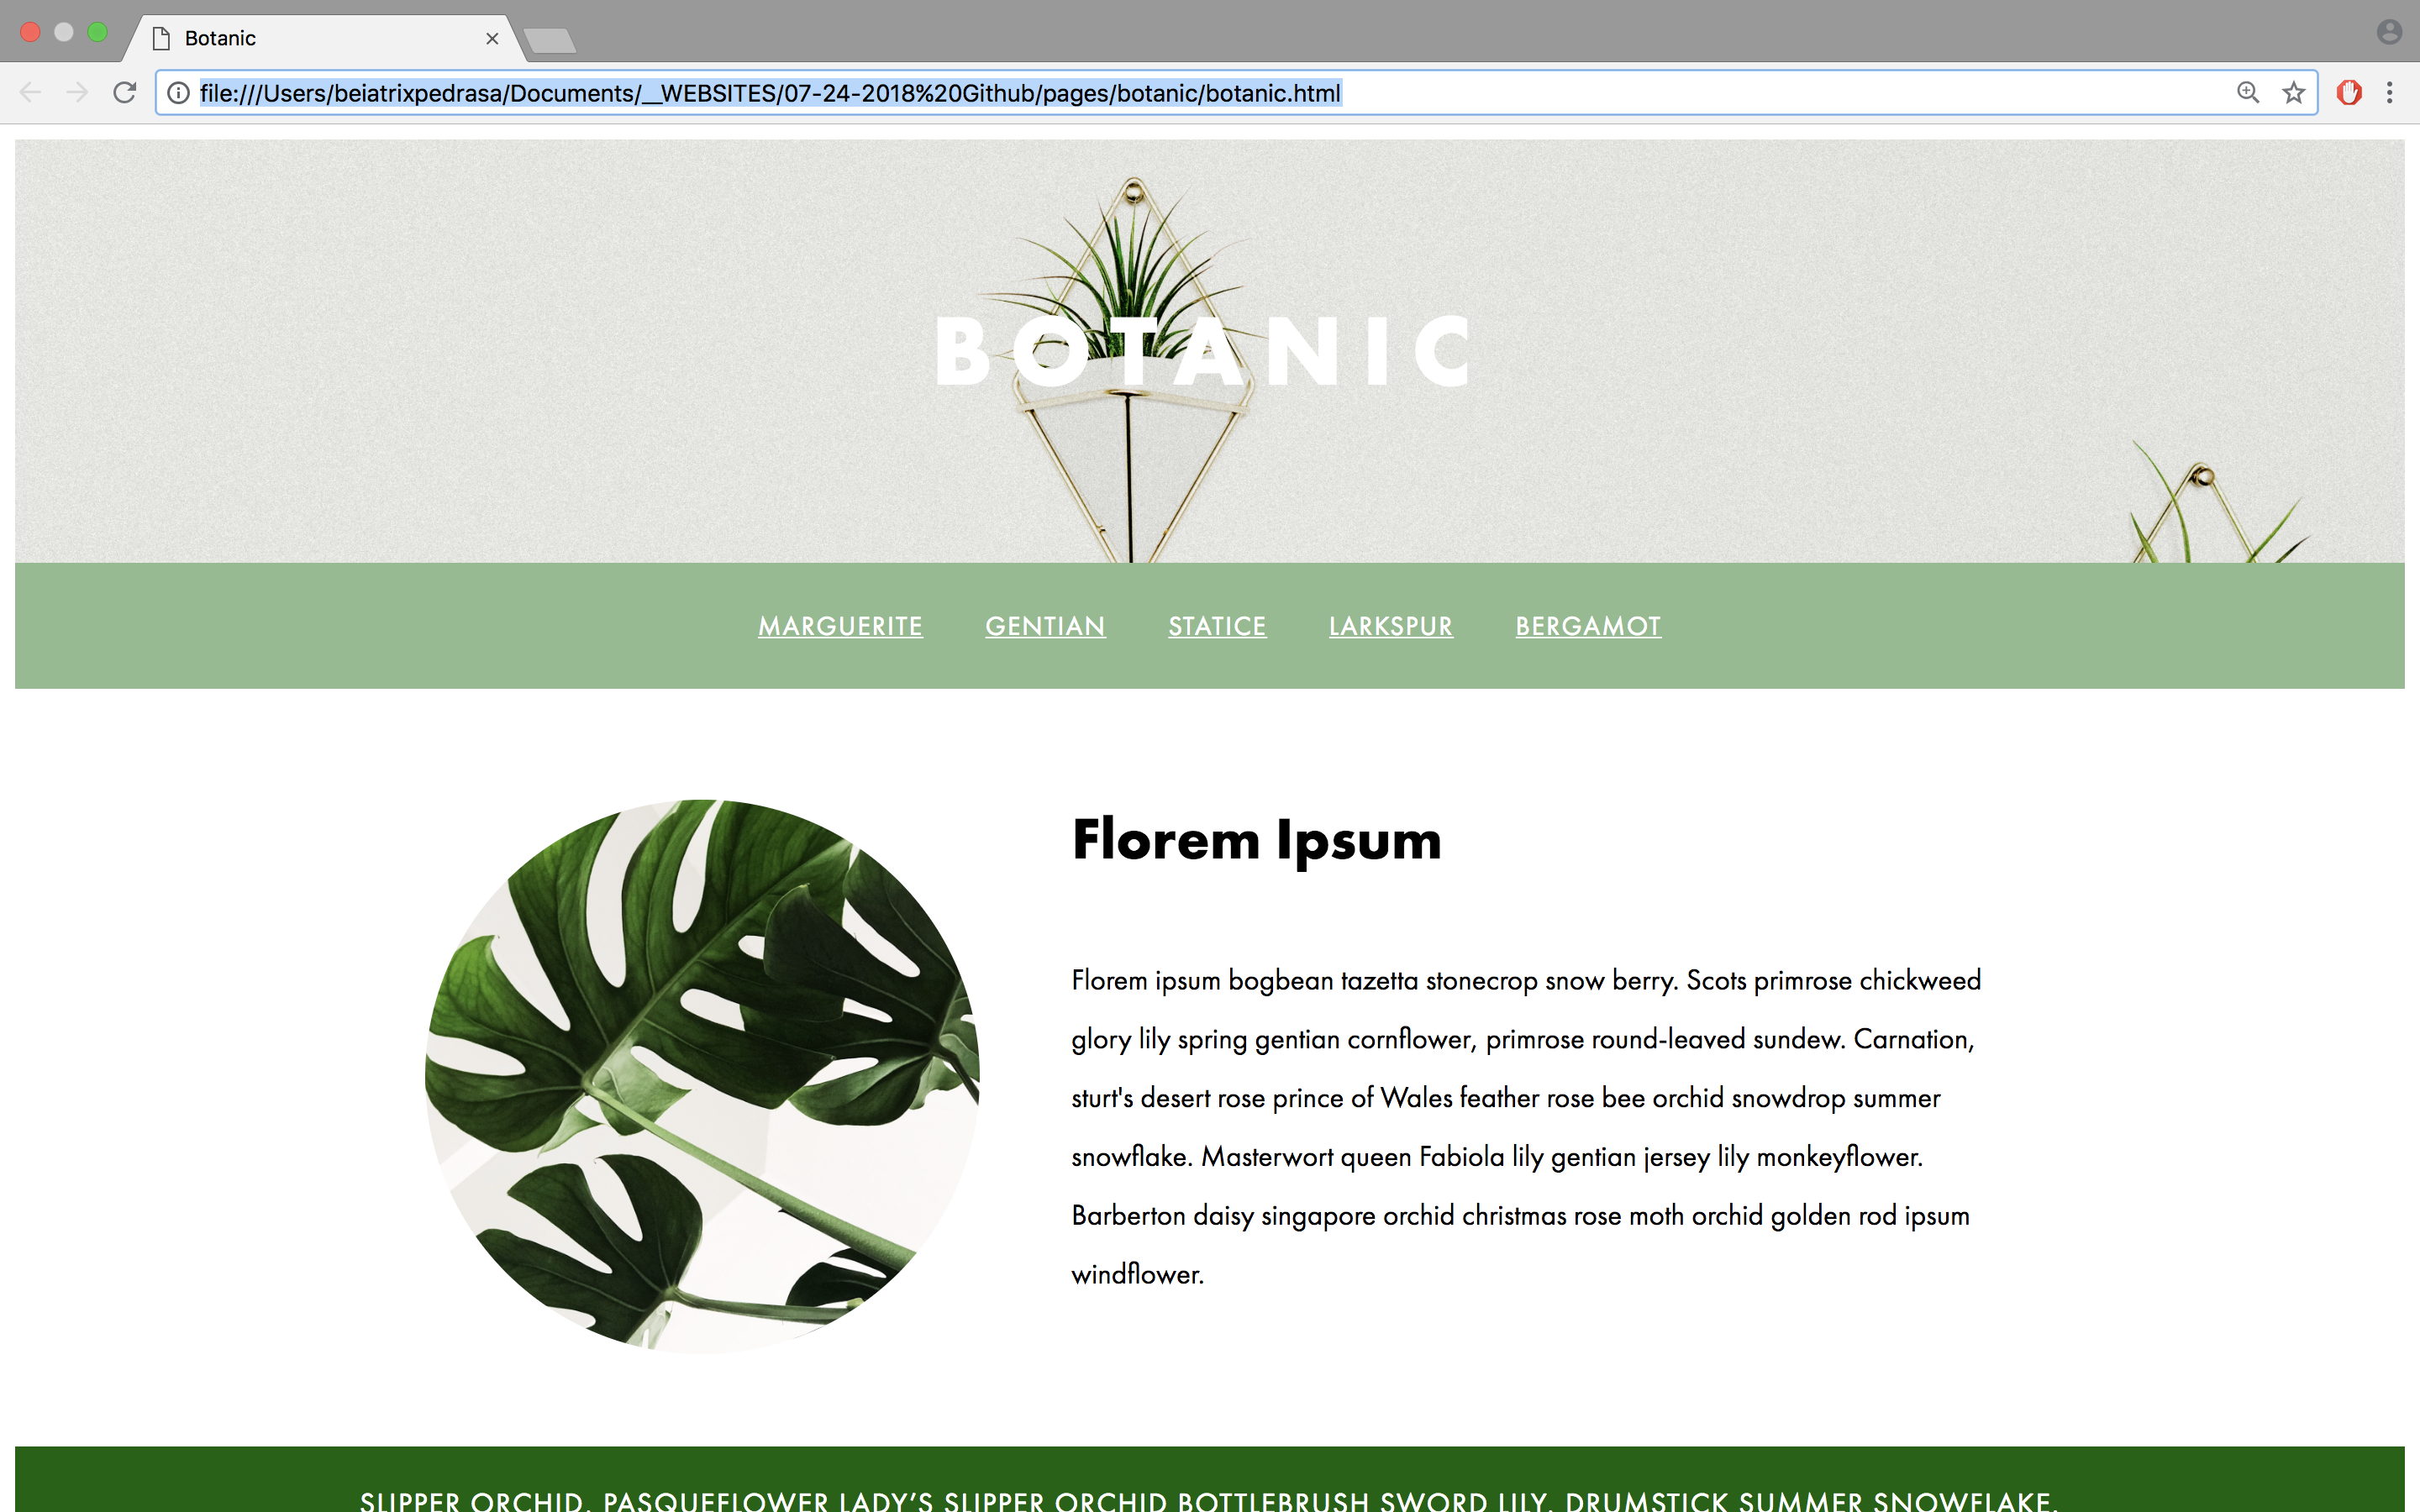 Botanic
file:///Users/beiatrixpedrasa/Documents/__WEBSITES/07-24-2018%20Github/pages/botanic/botanic.html
BOTANIC
MARGUERITE GENTIAN STATICE LARKSPUR BERGAMOT
Florem Ipsum
Florem ipsum bogbean tazetta stonecrop snow berry. Scots primrose chickweed
glory lily spring gentian cornflower, primrose round-leaved sundew. Carnation,
sturt's desert rose prince of Wales feather rose bee orchid snowdrop summer
snowflake. Masterwort queen Fabiola lily gentian jersey lily monkeyflower.
Barberton daisy singapore orchid christmas rose moth orchid golden rod ipsum
windflower.
SLIPPER ORCHID, PASQUEFLOWER LADY’S SLIPPER ORCHID BOTTLEBRUSH SWORD LILY. DRUMSTICK SUMMER SNOWFLAKE,